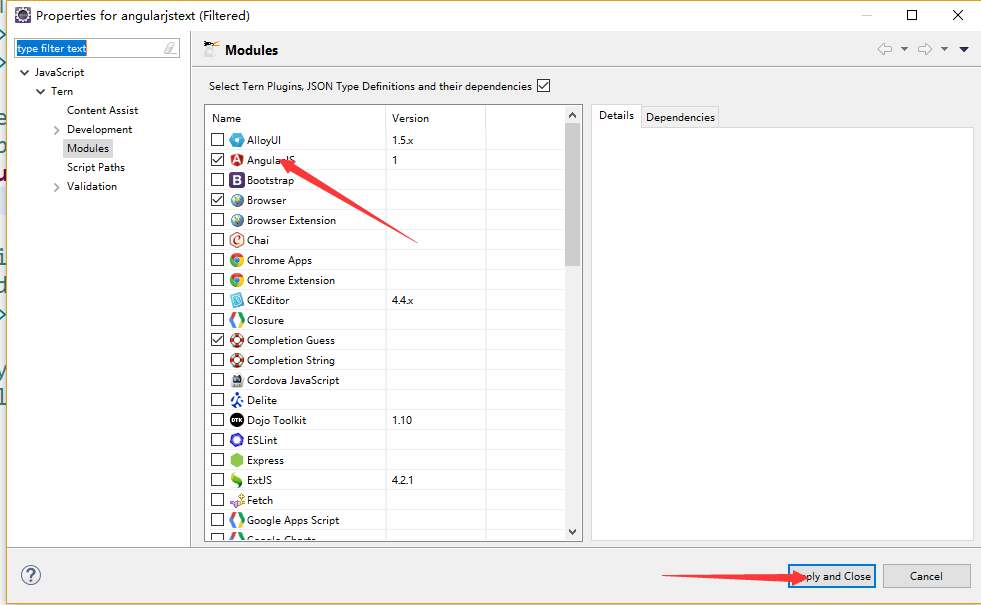 Properties for angularjstext (Filtered)
type filter text
JavaScript
Tern
Content Assist
Development
Modules
Script Paths
Validation
Modules
Select Tern Plugins, JSON Type Definitions and their dependencies
Name Version
AlloyUI 1.5.x
AngularJS 1
Bootstrap
Browser
Browser Extension
Chai
Chrome Apps
Chrome Extension
CKEditor 4.4.x
Closure
Completion Guess
Completion String
Cordova JavaScript
Delite
Dojo Toolkit 1.10
ESLint
Express
ExtJS 4.2.1
Fetch
Google Apps Script
Google Charts
Details Dependencies
Apply and Close Cancel